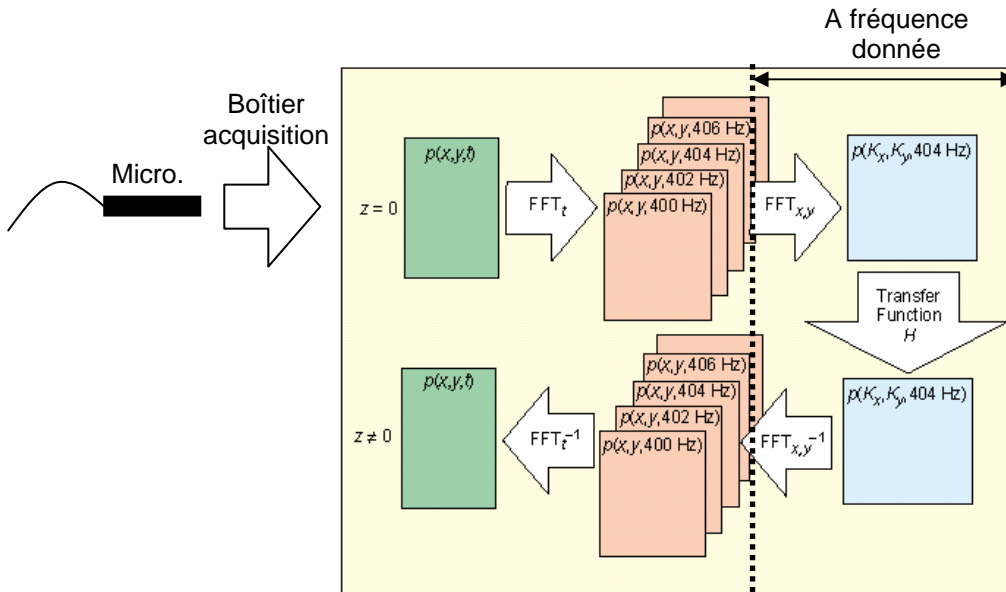 A fréquence
donnée
Boîtier
acquisition
Micro.
z = 0
p(x,y,t)
FFTt
p(x,y,406 Hz)
p(x,y,404 Hz)
p(x,y,402 Hz)
p(x,y,400 Hz)
FFTx,y
p(Kx, Ky, 404 Hz)
Transfer
Function
H
z ≠ 0
p(x,y,t)
FFTt⁻¹
p(x,y,406 Hz)
p(x,y,404 Hz)
p(x,y,402 Hz)
p(x,y,400 Hz)
FFTx,y⁻¹
p(Kx, Ky, 404 Hz)